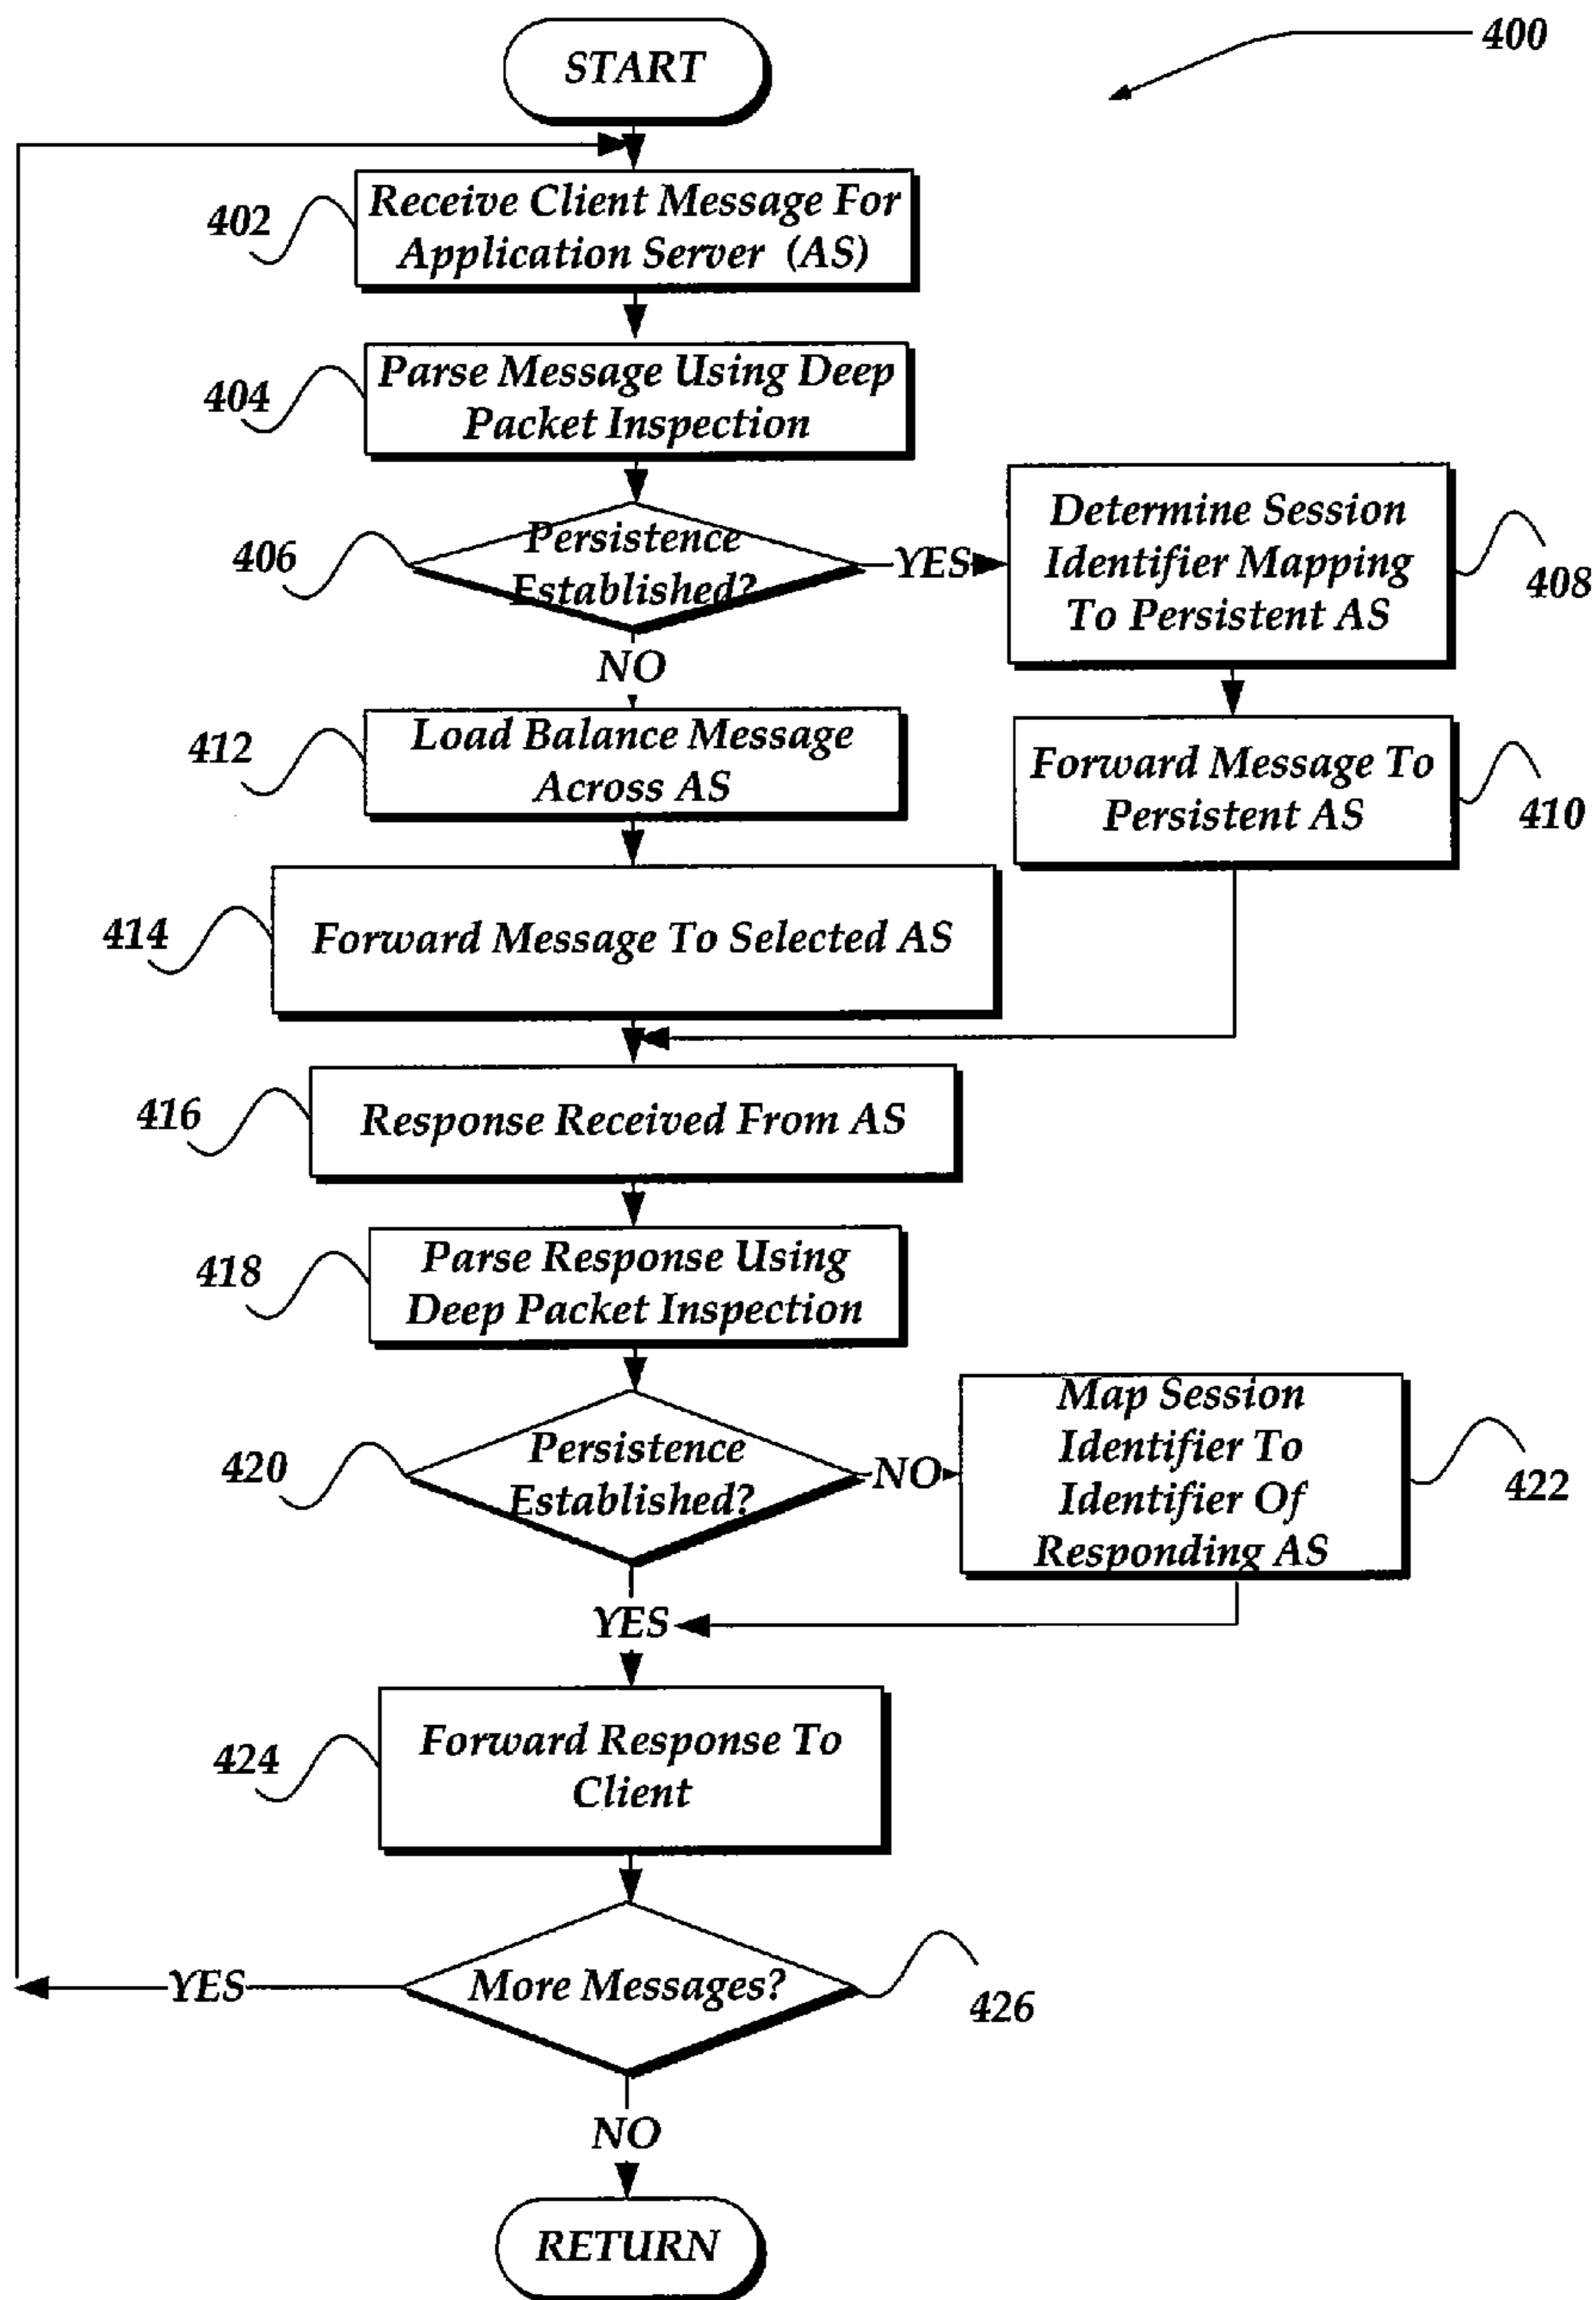 START
400
402
Receive Client Message For
Application Server (AS)
404
Parse Message Using Deep
Packet Inspection
406
Persistence
Established?
YES
Determine Session
Identifier Mapping
To Persistent AS
408
NO
412
Load Balance Message
Across AS
Forward Message To
Persistent AS
410
414
Forward Message To Selected AS
416
Response Received From AS
418
Parse Response Using
Deep Packet Inspection
420
Persistence
Established?
NO
Map Session
Identifier To
Identifier Of
Responding AS
422
YES
424
Forward Response To
Client
More Messages?
YES
426
NO
RETURN